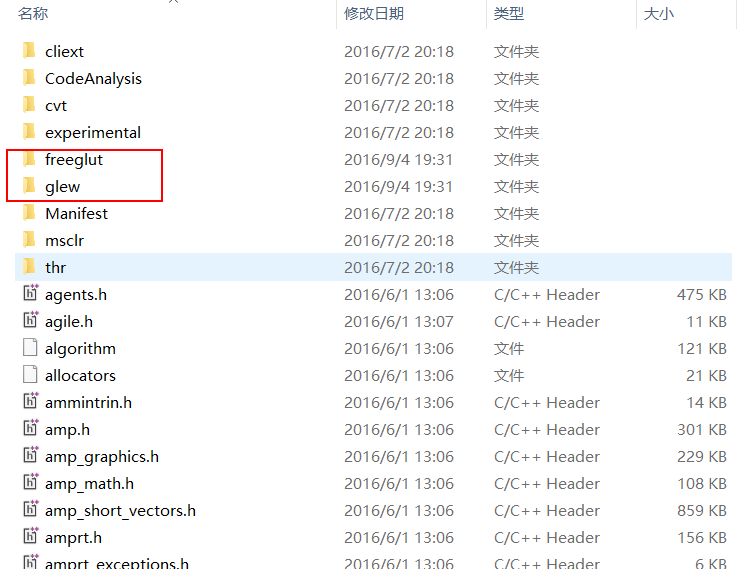 名称 修改日期 类型 大小
cliext 2016/7/2 20:18 文件夹
CodeAnalysis 2016/7/2 20:18 文件夹
cvt 2016/7/2 20:18 文件夹
experimental 2016/7/2 20:18 文件夹
freeglut 2016/9/4 19:31 文件夹
glew 2016/9/4 19:31 文件夹
Manifest 2016/7/2 20:18 文件夹
msclr 2016/7/2 20:18 文件夹
thr 2016/7/2 20:18 文件夹
agents.h 2016/6/1 13:06 C/C++ Header 475 KB
agile.h 2016/6/1 13:07 C/C++ Header 11 KB
algorithm 2016/6/1 13:06 文件 121 KB
allocators 2016/6/1 13:06 文件 21 KB
ammintrin.h 2016/6/1 13:06 C/C++ Header 14 KB
amp.h 2016/6/1 13:06 C/C++ Header 301 KB
amp_graphics.h 2016/6/1 13:06 C/C++ Header 229 KB
amp_math.h 2016/6/1 13:06 C/C++ Header 108 KB
amp_short_vectors.h 2016/6/1 13:06 C/C++ Header 859 KB
amprt.h 2016/6/1 13:06 C/C++ Header 156 KB
amprt_exceptions.h 2016/6/1 13:06 C/C++ Header 6 KB